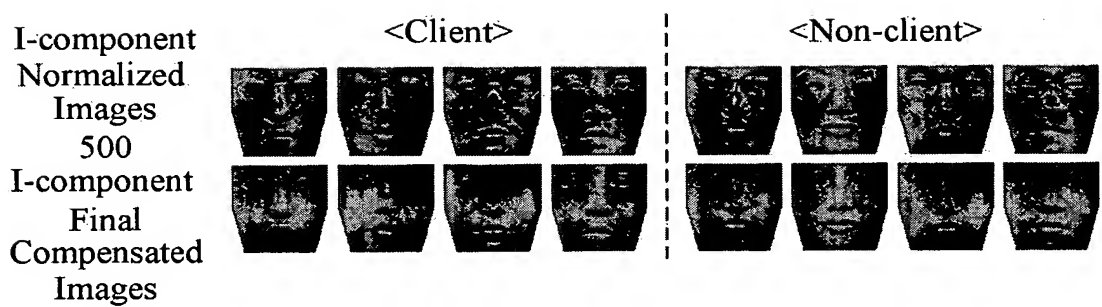 I-component
Normalized
Images
500
I-component
Final
Compensated
Images
<Client>
<Non-client>